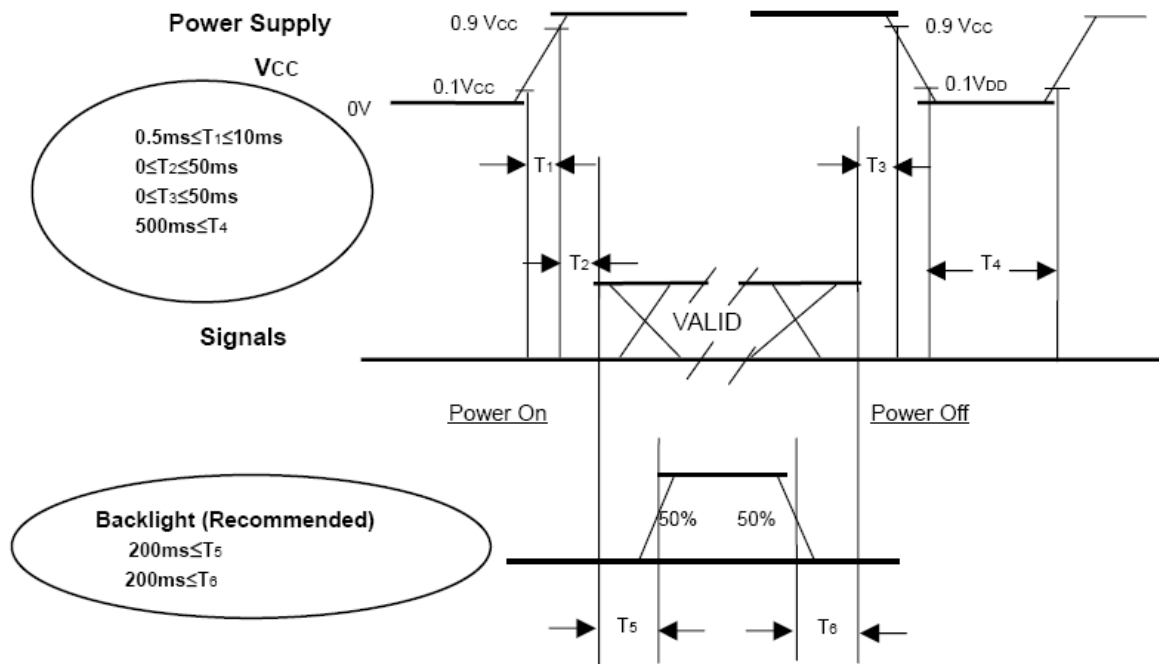 Power Supply
VCC
0.9 VCC
0.1VCC
0V
0.9 VCC
0.1VDD
0.5ms≤T1≤10ms
0≤T2≤50ms
0≤T3≤50ms
500ms≤T4
T1
T3
T2
T4
VALID
Signals
Power On
Power Off
Backlight (Recommended)
200ms≤T5
200ms≤T6
50%
50%
T5
T6